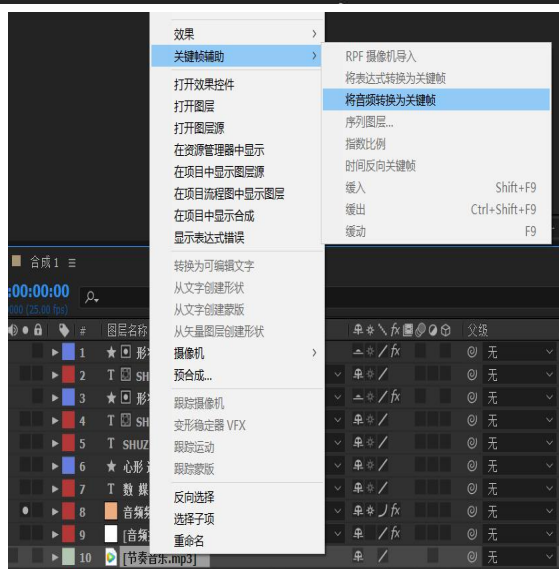 效果
关键帧辅助
打开效果控件
打开图层
打开图层源
在资源管理器中显示
在项目中显示图层源
在项目流程图中显示图层
在项目中显示合成
显示表达式错误
转换为可编辑文字
从文字创建形状
从文字创建蒙版
从矢量图层创建形状
摄像机
预合成...
跟踪摄像机
变形稳定器 VFX
跟踪运动
跟踪蒙版
反向选择
选择子项
重命名
RPF 摄像机导入
将表达式转换为关键帧
将音频转换为关键帧
序列图层...
指数比例
时间反向关键帧
缓入 Shift+F9
缓出 Ctrl+Shift+F9
缓动 F9
合成 1
:00:00:00
(25.00 fps)
# 图层名称 fx 父级
1 形 fx 无
2 T SH 无
3 形 fx 无
4 T SH 无
5 T SHUZ 无
6 心形 无
7 T 数 媒 无
8 音频 无
9 [音频 fx 无
10 [节奏音乐.mp3] 无